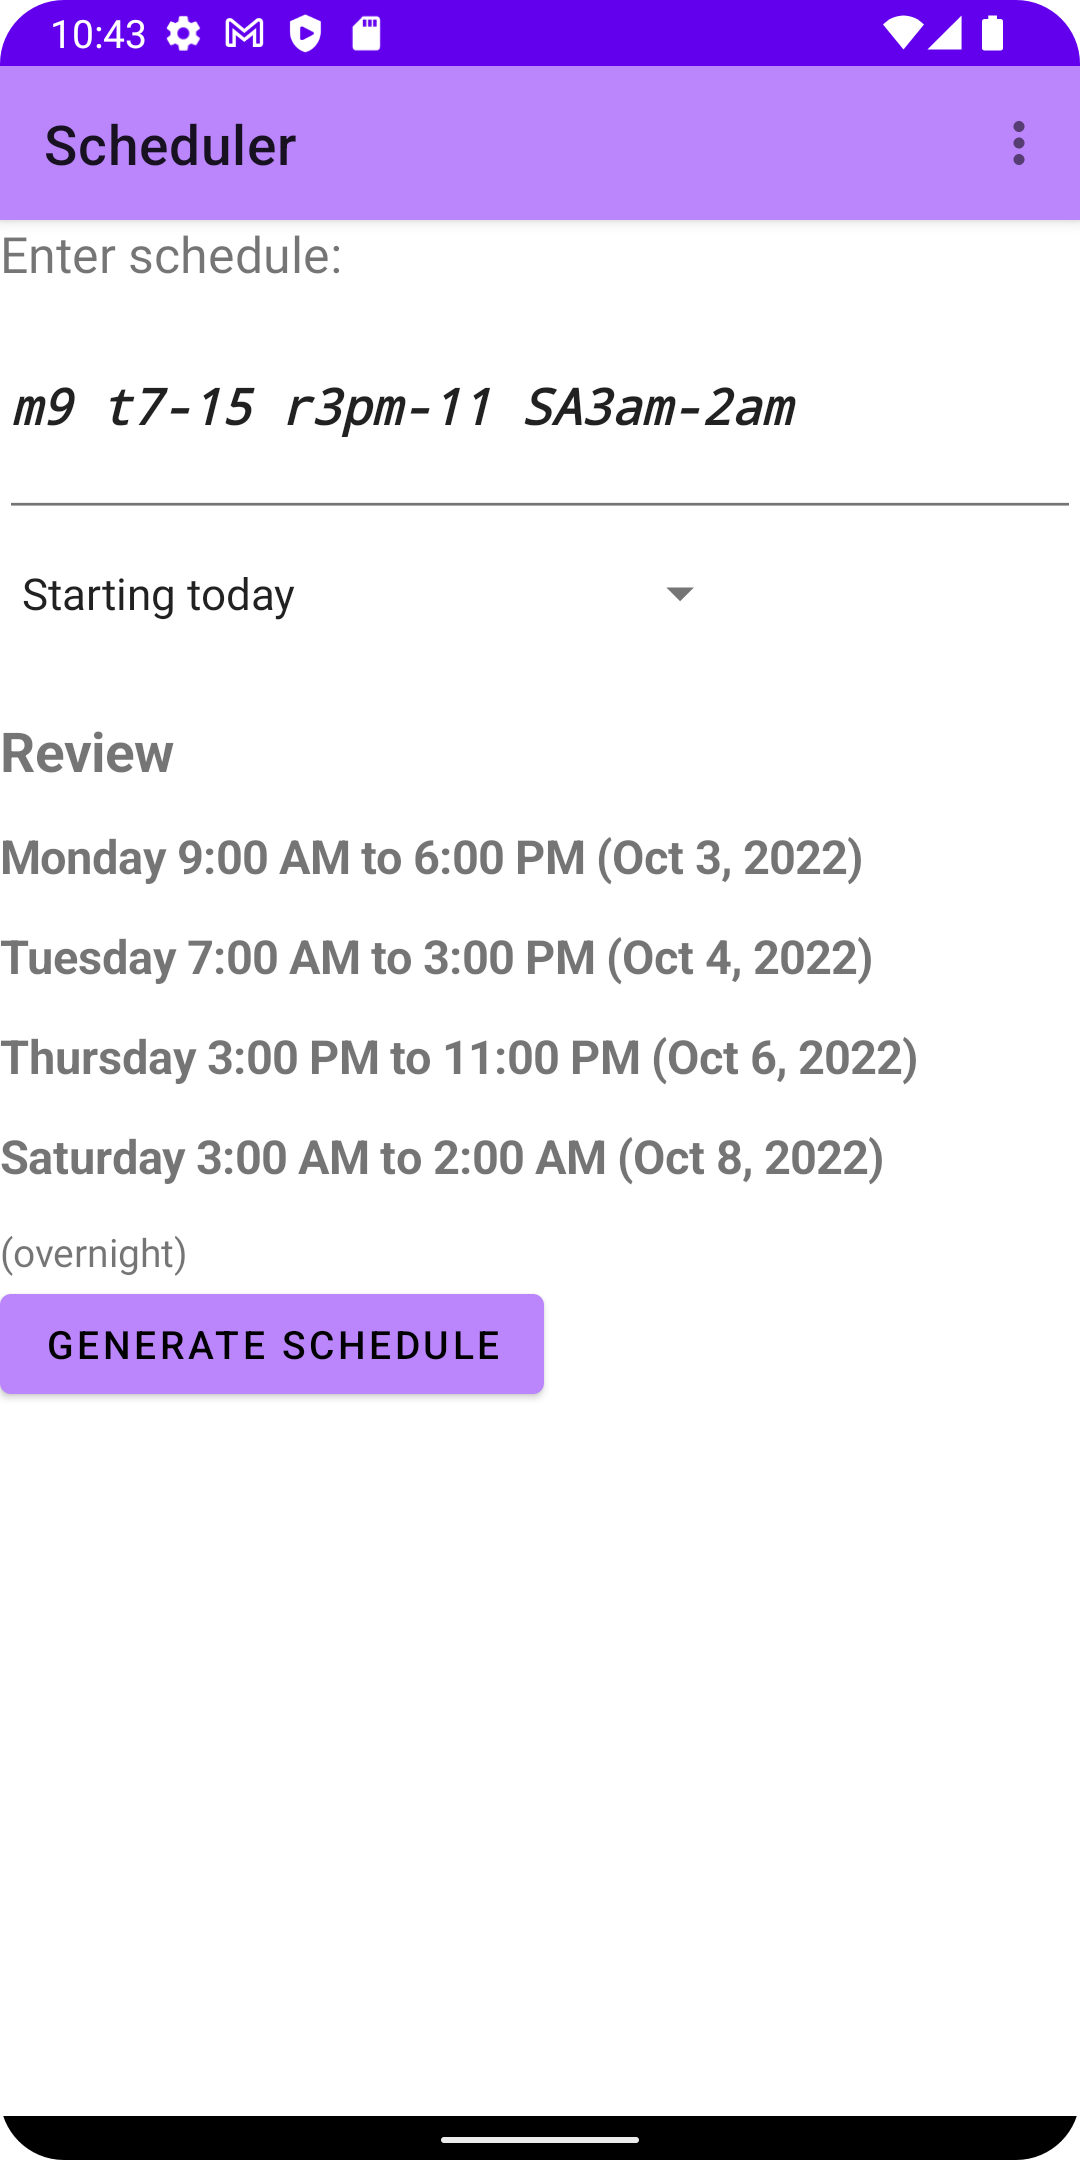 10:43
Scheduler
Enter schedule:
m9 t7-15 r3pm-11 SA3am-2am
Starting today
Review
Monday 9:00 AM to 6:00 PM (Oct 3, 2022)
Tuesday 7:00 AM to 3:00 PM (Oct 4, 2022)
Thursday 3:00 PM to 11:00 PM (Oct 6, 2022)
Saturday 3:00 AM to 2:00 AM (Oct 8, 2022)
(overnight)
GENERATE SCHEDULE